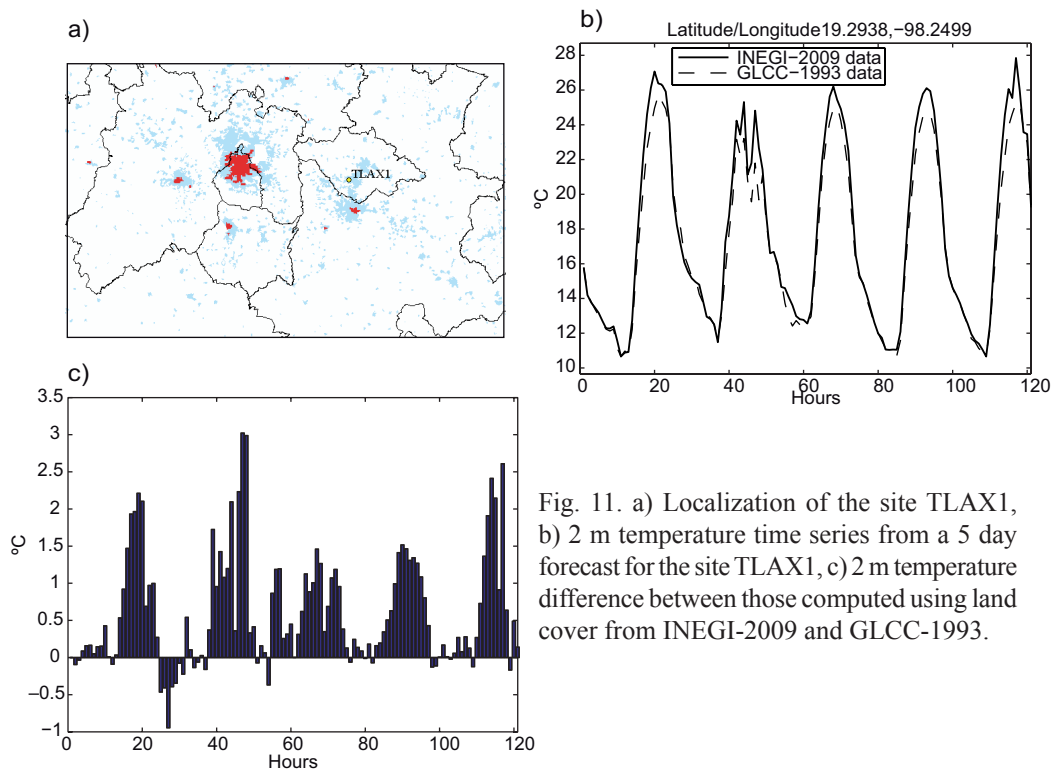 a)
TLAX1
b)
Latitude/Longitude19.2938,−98.2499
INEGI−2009 data
GLCC−1993 data
28
26
24
22
20
18
16
14
12
10
ºC
0
20
40
60
80
100
120
Hours
c)
3.5
3
2.5
2
1.5
1
0.5
0
−0.5
−1
ºC
0
20
40
60
80
100
120
Hours
Fig. 11. a) Localization of the site TLAX1,
b) 2 m temperature time series from a 5 day
forecast for the site TLAX1, c) 2 m temperature
difference between those computed using land
cover from INEGI-2009 and GLCC-1993.